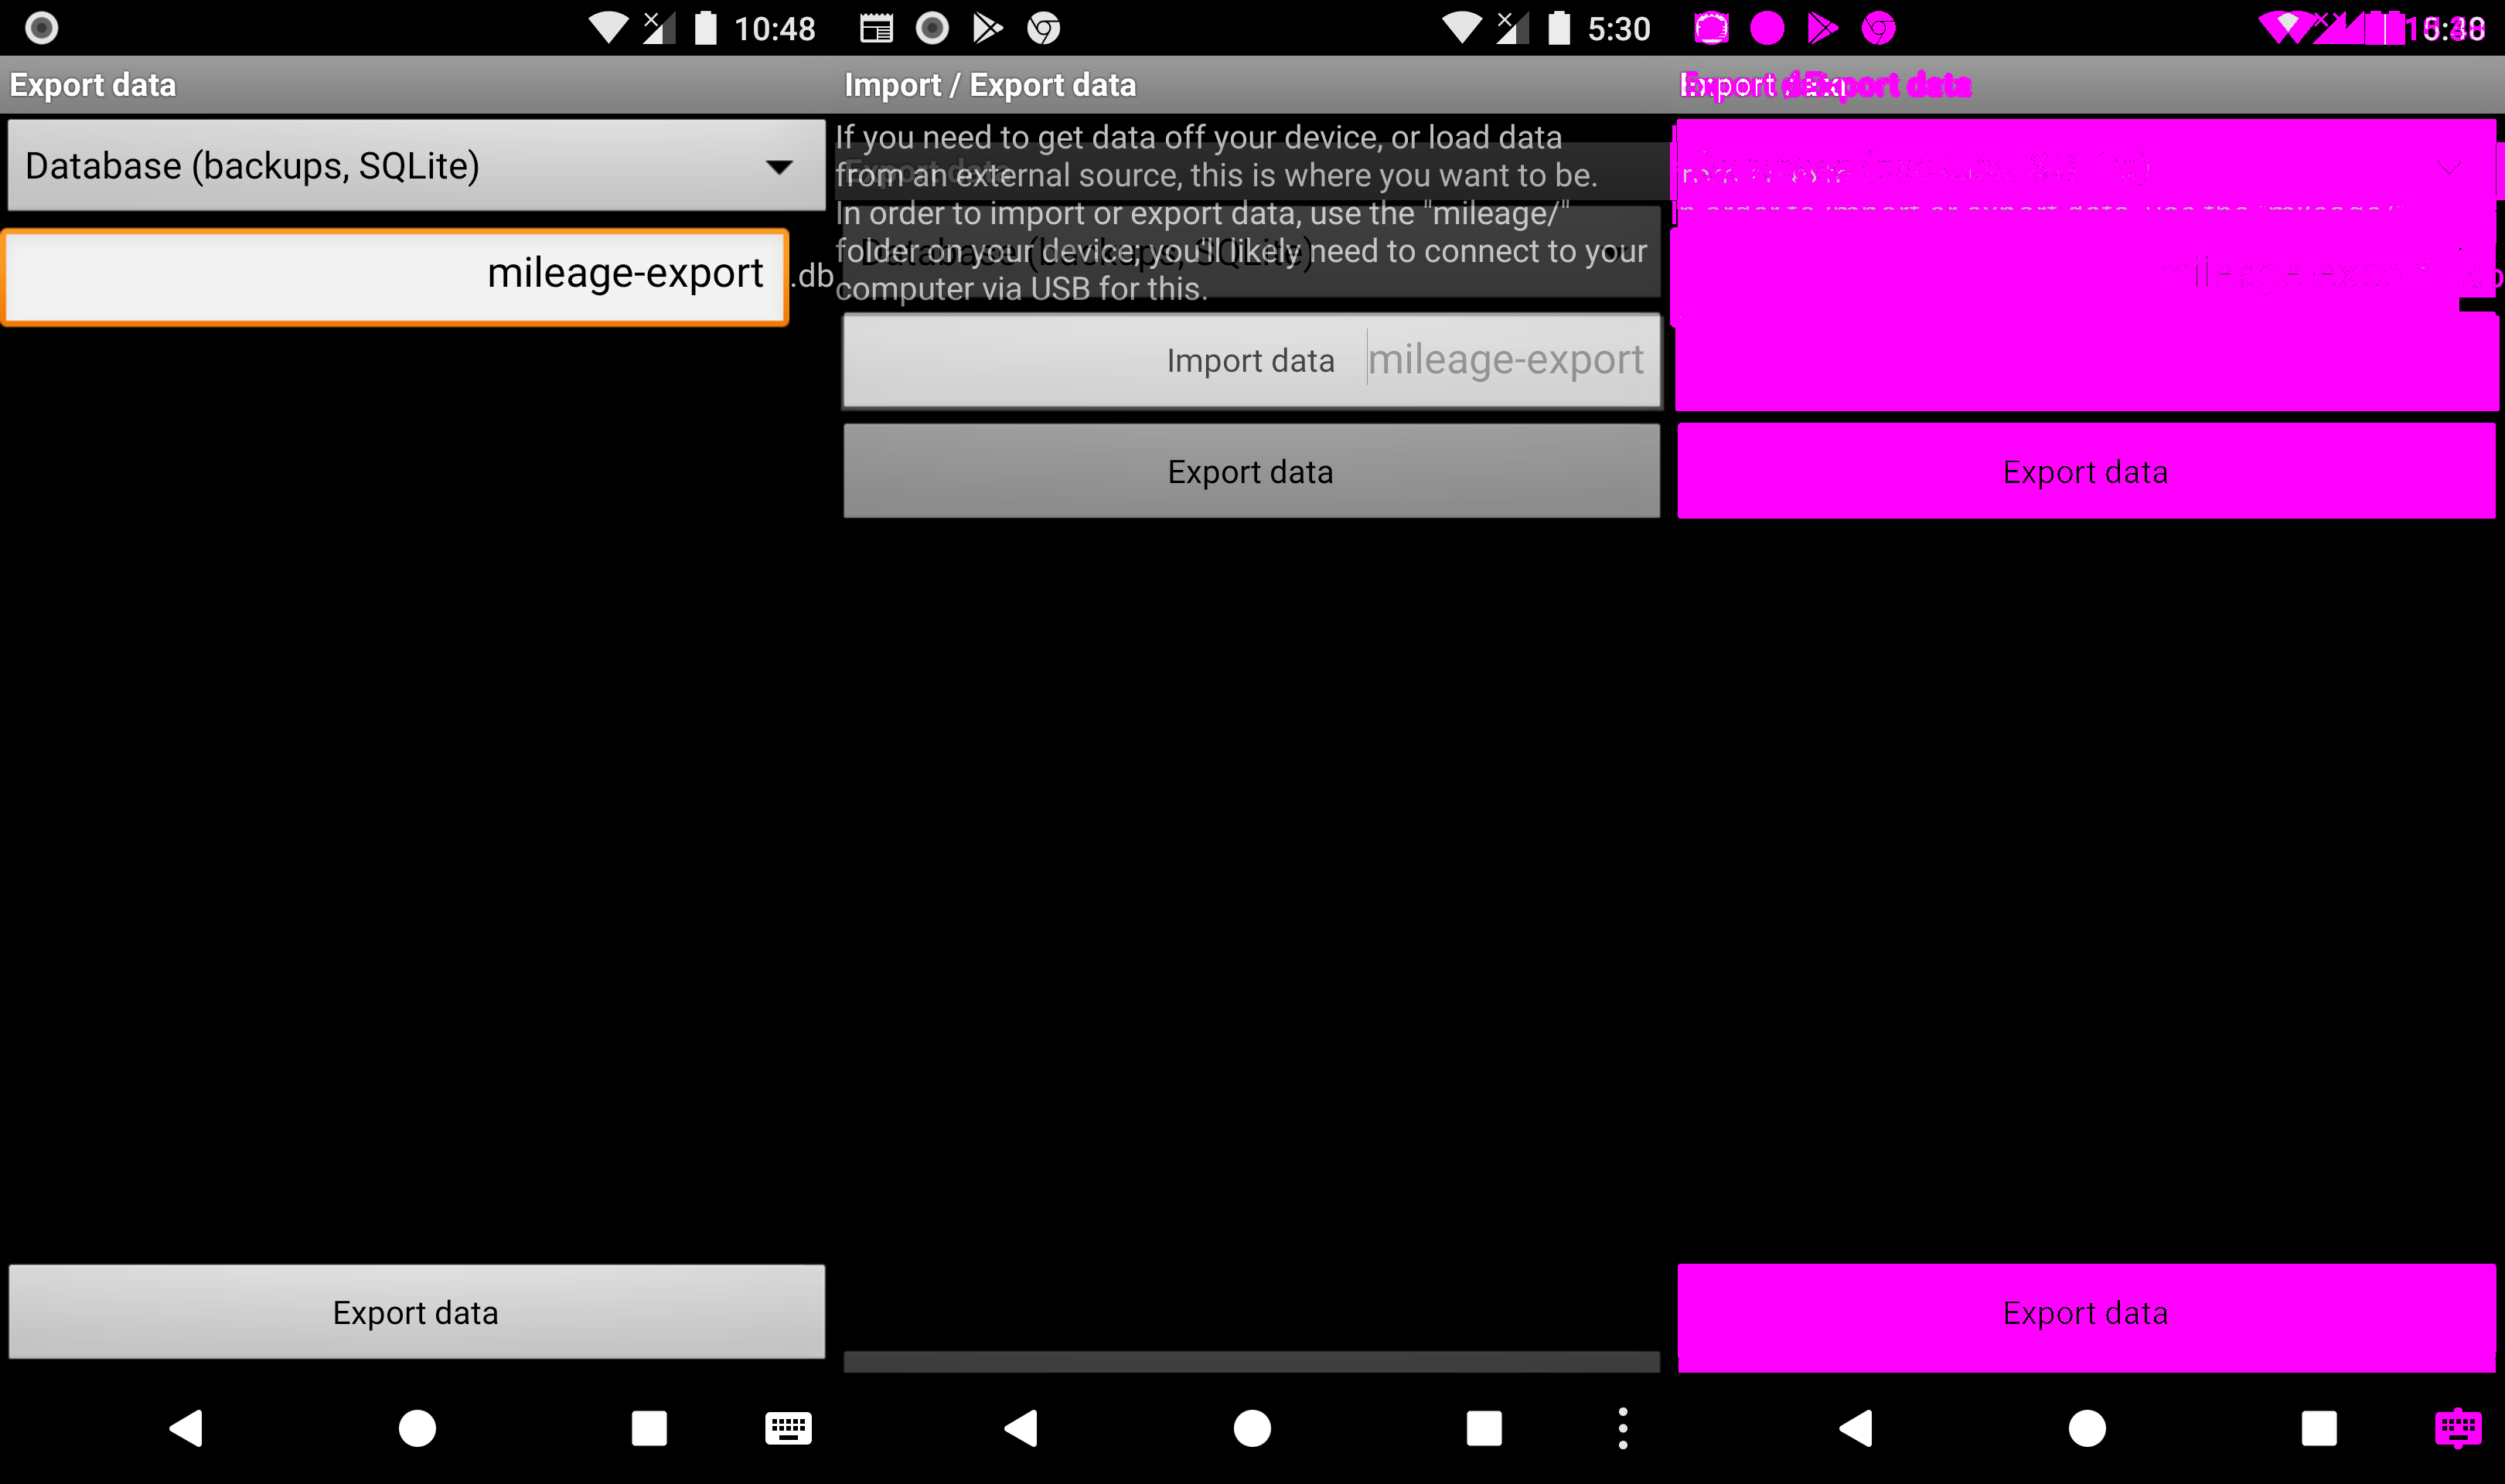 10:48
Export data
Database (backups, SQLite)
mileage-export .db
Export data
5:30
Import / Export data
If you need to get data off your device, or load data
from an external source, this is where you want to be.
In order to import or export data, use the "mileage/"
folder on your device; you'll likely need to connect to your
computer via USB for this.
Export data
Database (backups, SQLite)
Import data
mileage-export
Export data
Export data
Export data